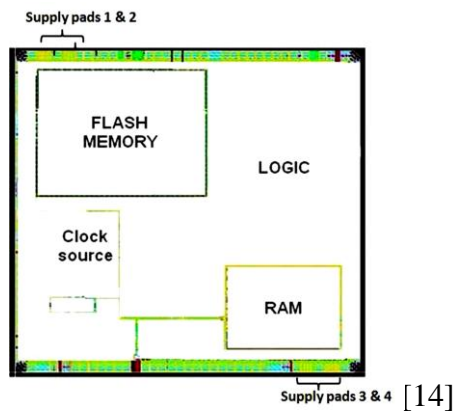 Supply pads 1 & 2
FLASH
MEMORY
LOGIC
Clock
source
RAM
Supply pads 3 & 4
[14]